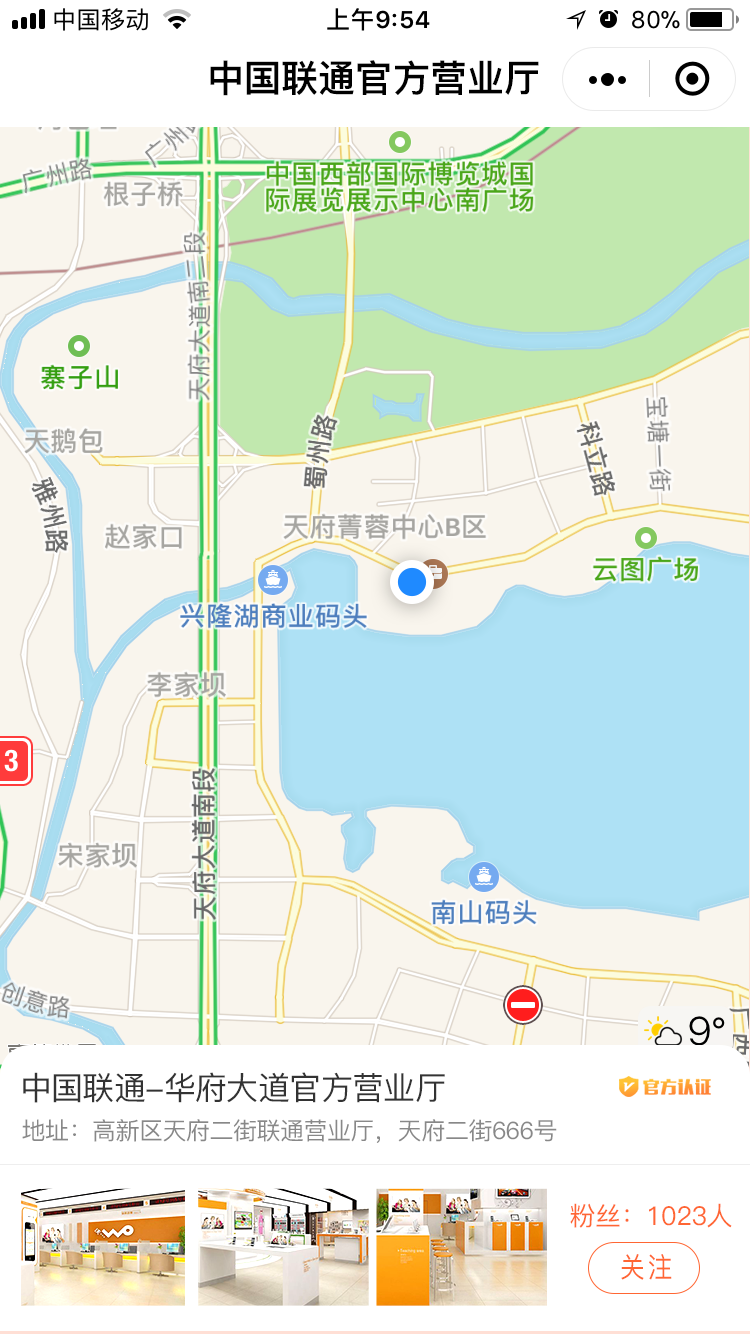 中国移动 上午9:54 80%
中国联通官方营业厅
广州路
广州路
根子桥
中国西部国际博览城国
际展览展示中心南广场
天府大道南二段
寨子山
天鹅包
雅州路
蜀州路
科立路
宝塘一街
赵家口
天府菁蓉中心B区
云图广场
兴隆湖商业码头
李家坝
3
天府大道南段
宋家坝
南山码头
创意路
9°
中国联通-华府大道官方营业厅
官方认证
地址：高新区天府二街联通营业厅，天府二街666号
粉丝：1023人
关注